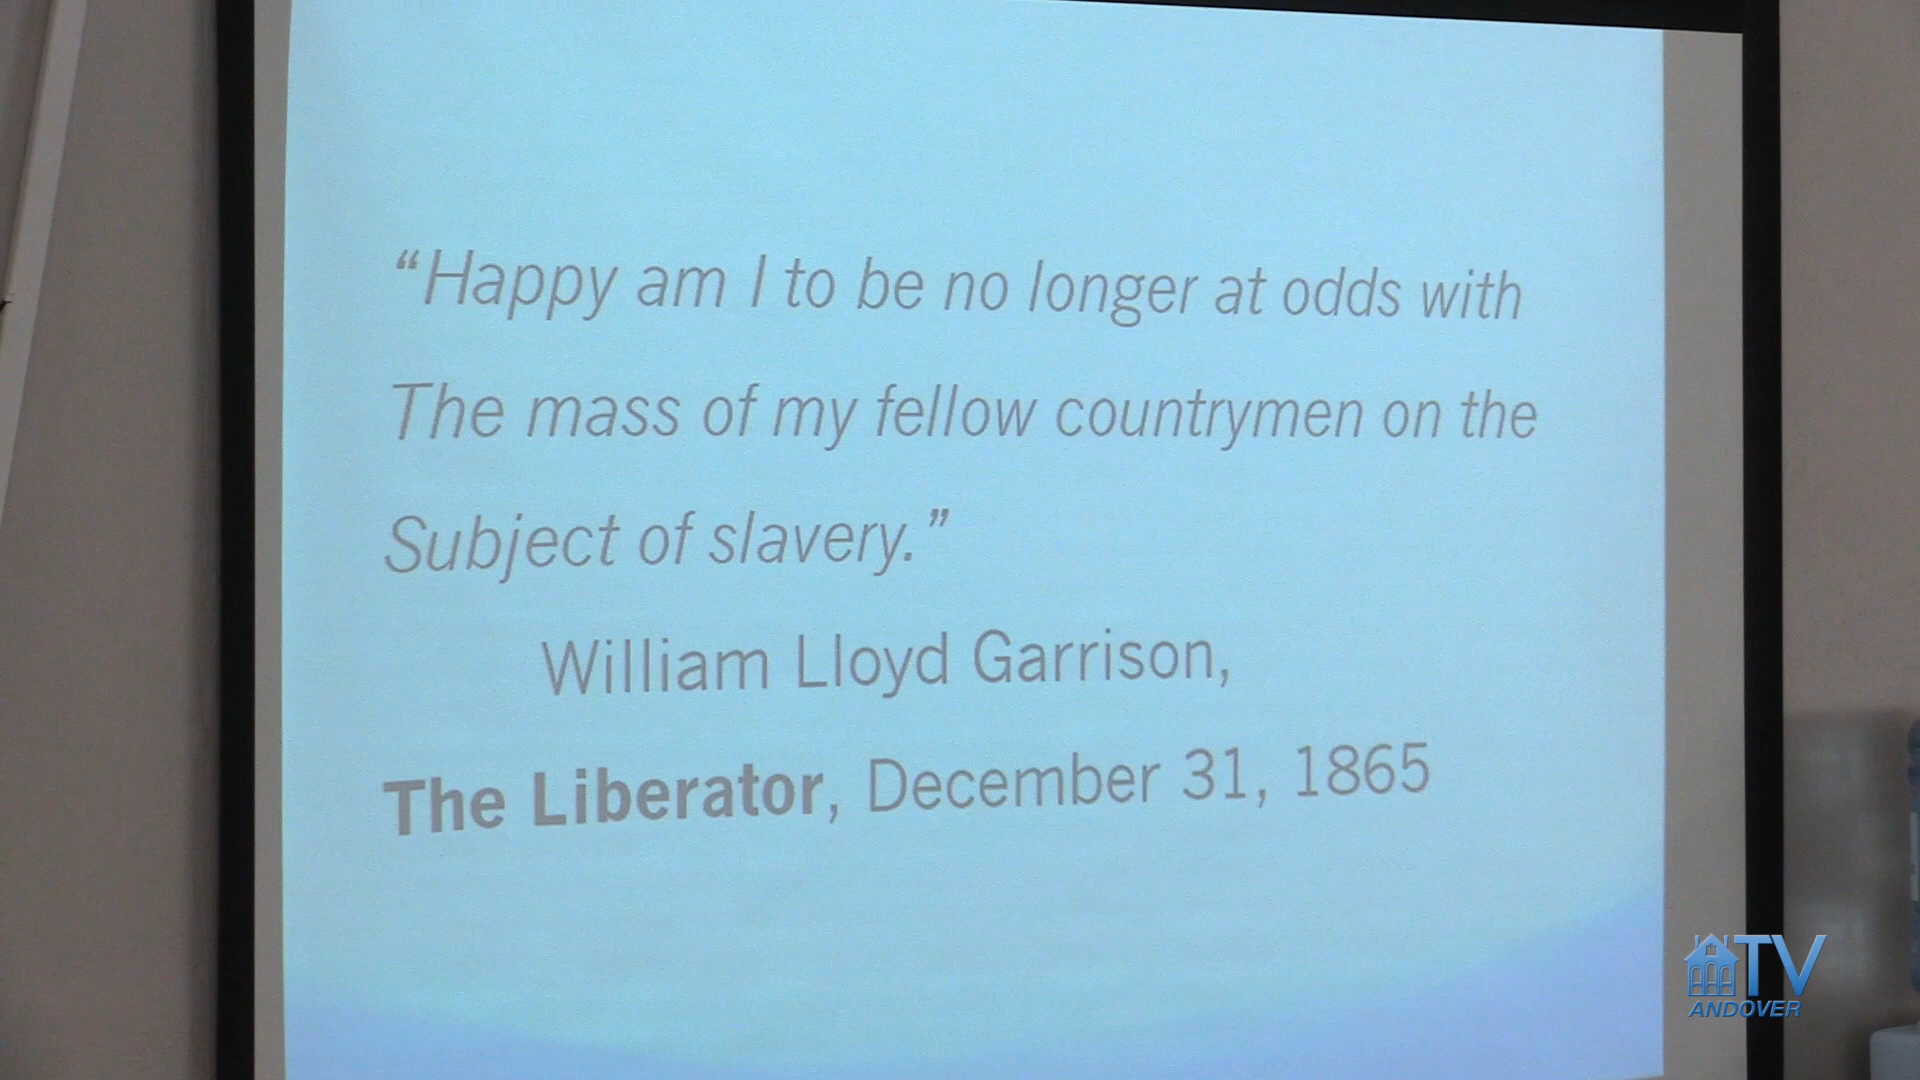 “Happy am I to be no longer at odds with
The mass of my fellow countrymen on the
Subject of slavery.”
William Lloyd Garrison,
The Liberator, December 31, 1865
TV
ANDOVER